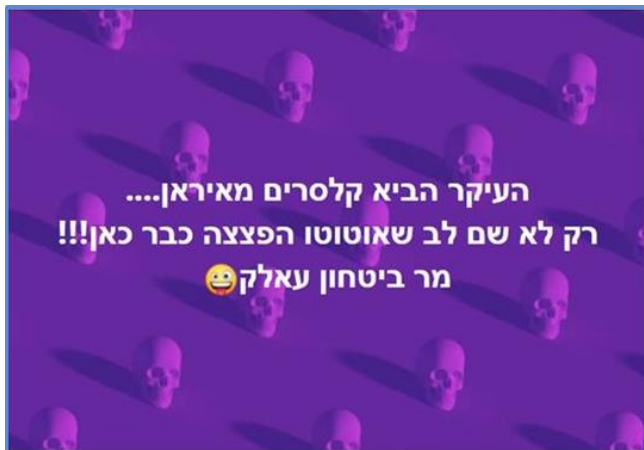 העיקר הביא קלסרים מאיראן....
רק לא שם לב שאוטוטו הפצצה כבר כאן!!!
מר ביטחון עאלק🤪